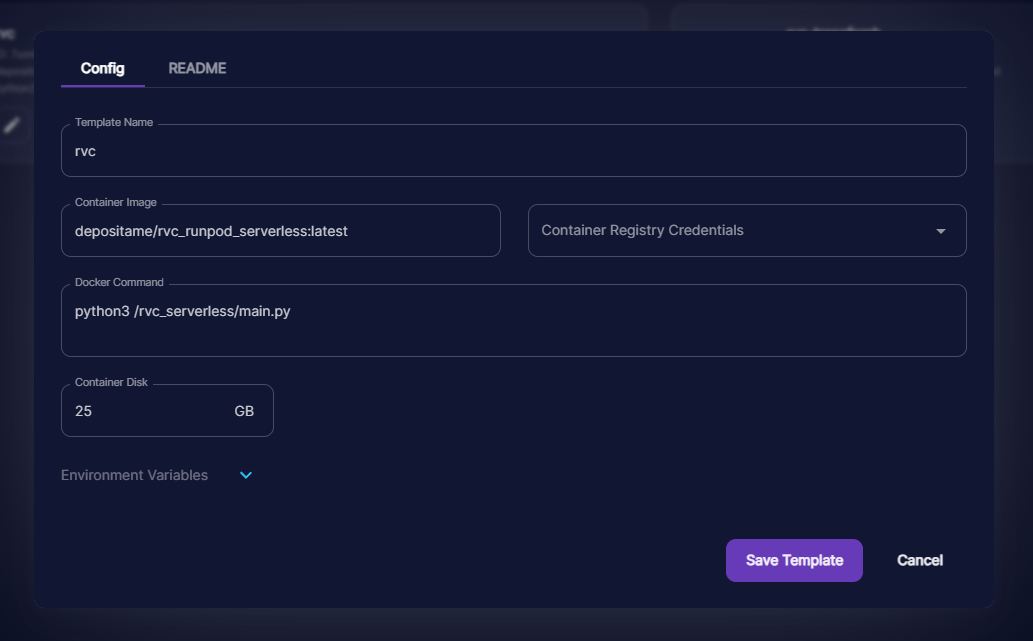 Config
README
Template Name
rvc
Container Image
depositame/rvc_runpod_serverless:latest
Container Registry Credentials
Docker Command
python3 /rvc_serverless/main.py
Container Disk
25 GB
Environment Variables
Save Template
Cancel